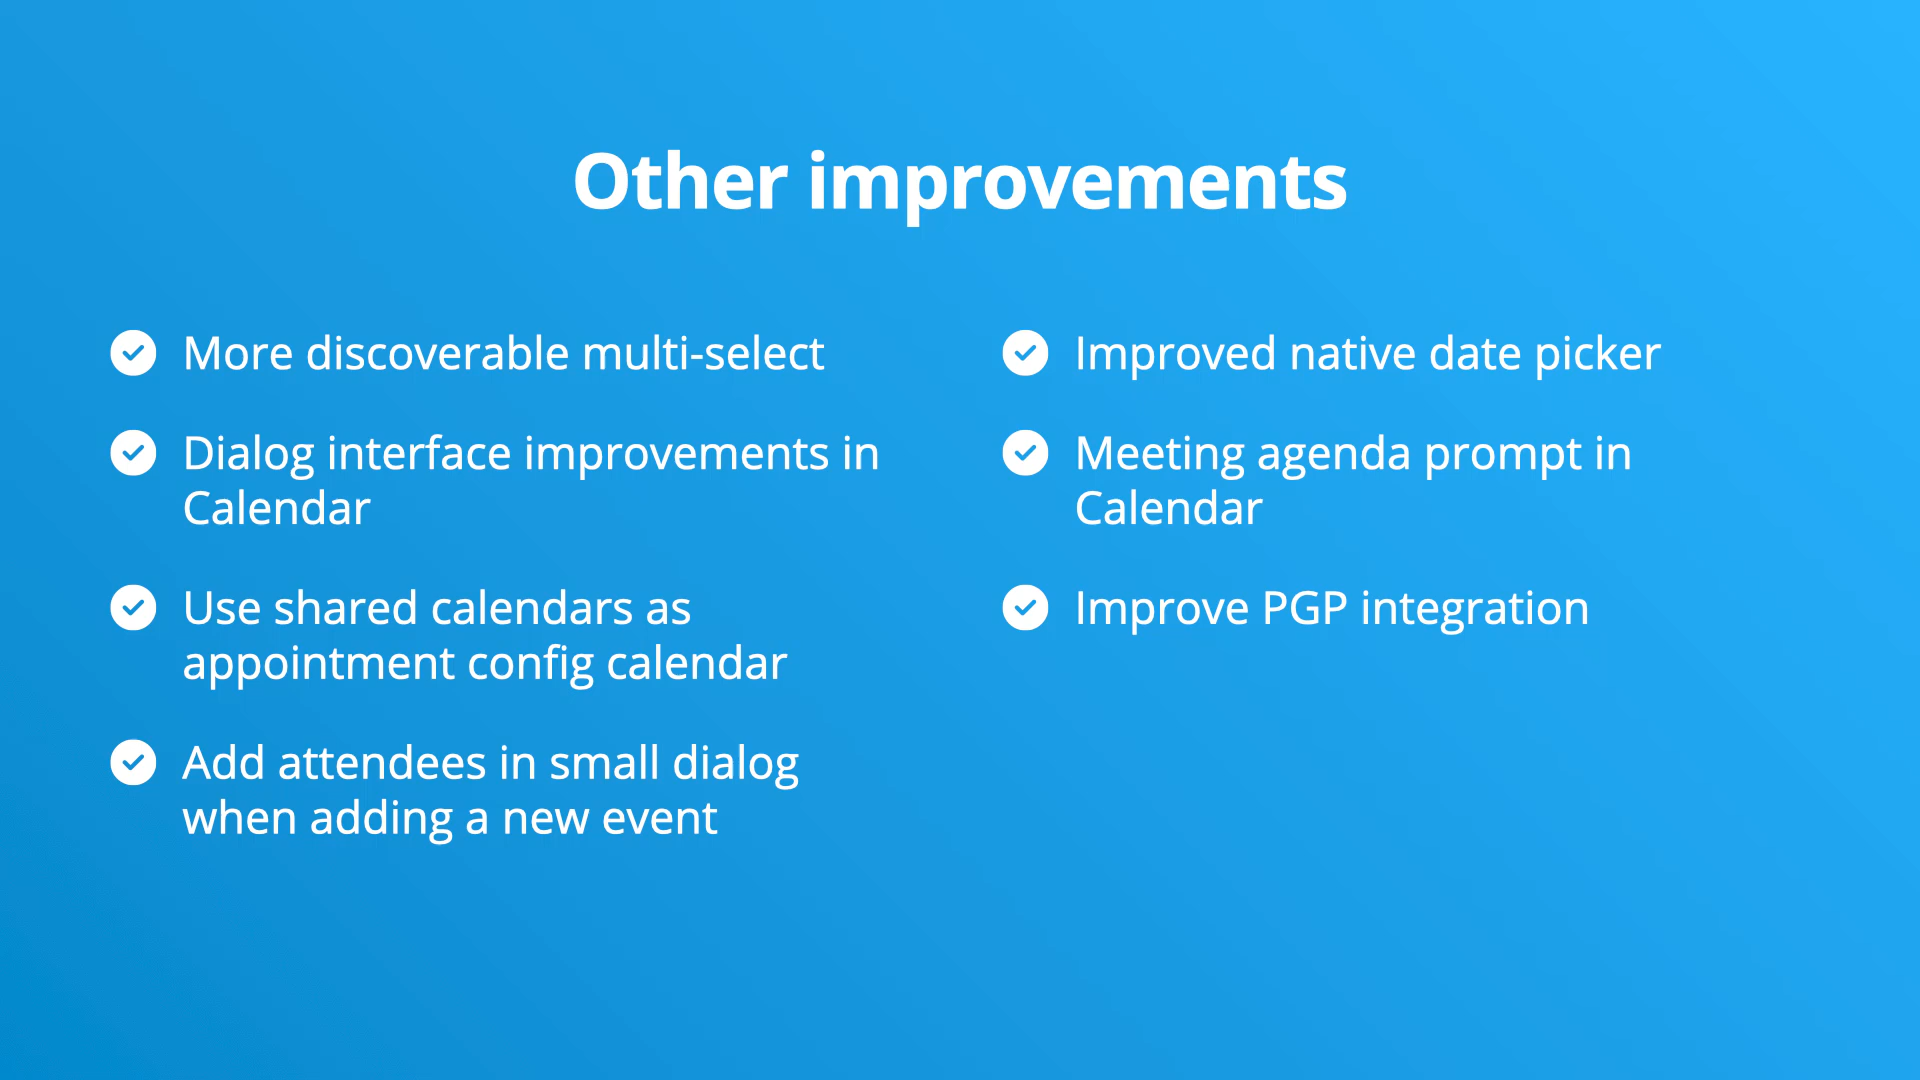 Other improvements
More discoverable multi-select
Dialog interface improvements in
Calendar
Use shared calendars as
appointment config calendar
Add attendees in small dialog
when adding a new event
Improved native date picker
Meeting agenda prompt in
Calendar
Improve PGP integration